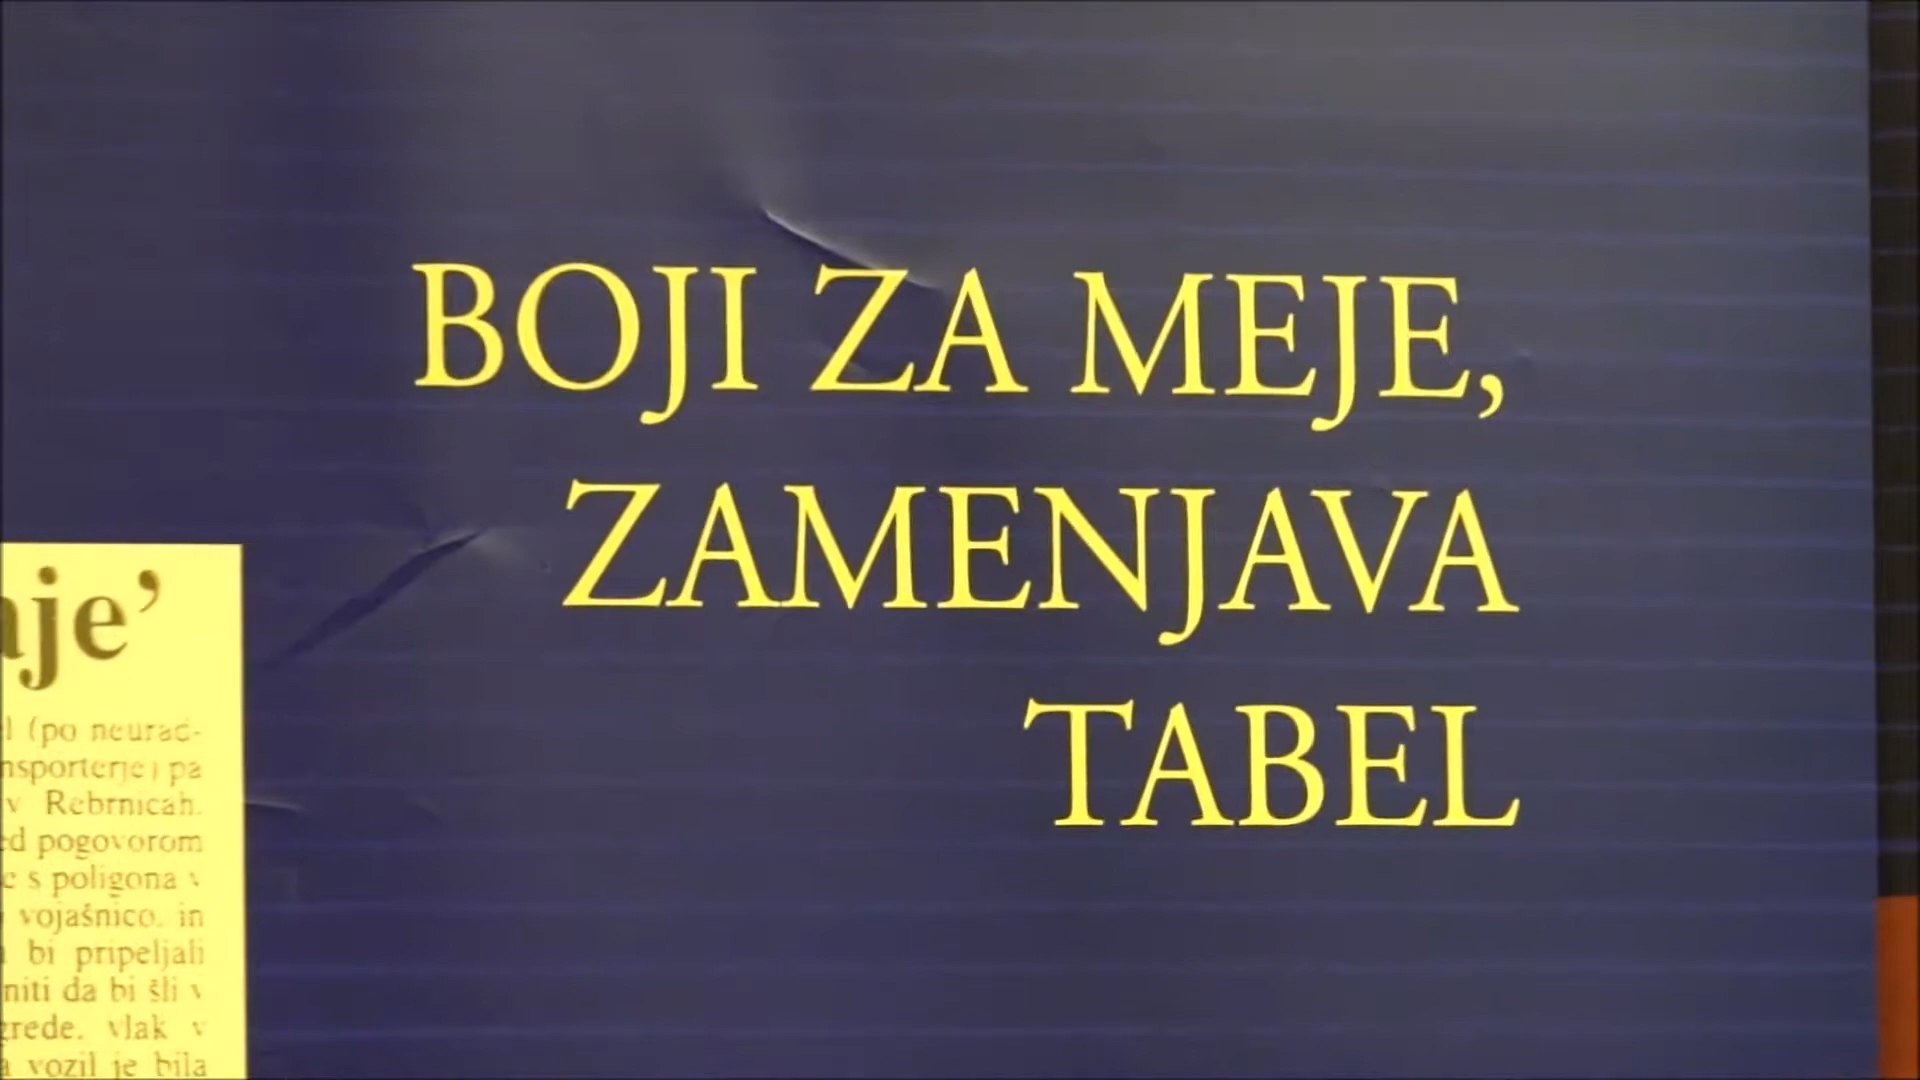 BOJI ZA MEJE,
ZAMENJAVA
TABEL
aje’
(po neurad-
nsporterje) pa
v Rebrnicah.
ed pogovorom
e s poligona v
vojašnico. in
bi pripeljali
niti da bi šli v
grede. vlak v
a vozil je bila